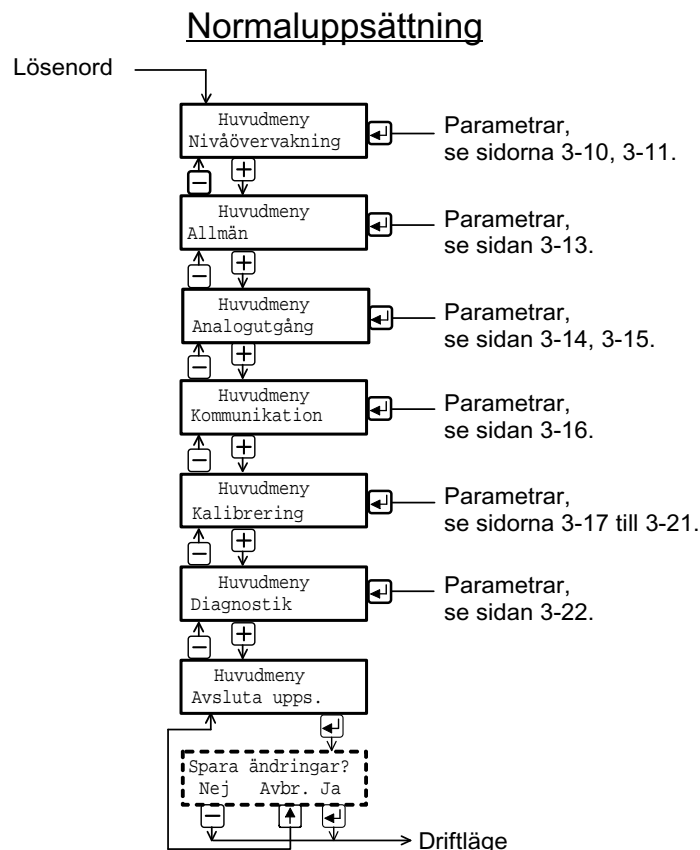 Normaluppsättning
Lösenord
Huvudmeny
Nivåövervakning
Parametrar,
se sidorna 3-10, 3-11.
Huvudmeny
Allmän
Parametrar,
se sidan 3-13.
Huvudmeny
Analogutgång
Parametrar,
se sidan 3-14, 3-15.
Huvudmeny
Kommunikation
Parametrar,
se sidan 3-16.
Huvudmeny
Kalibrering
Parametrar,
se sidorna 3-17 till 3-21.
Huvudmeny
Diagnostik
Parametrar,
se sidan 3-22.
Huvudmeny
Avsluta upps.
Spara ändringar?
Nej Avbr. Ja
Driftläge